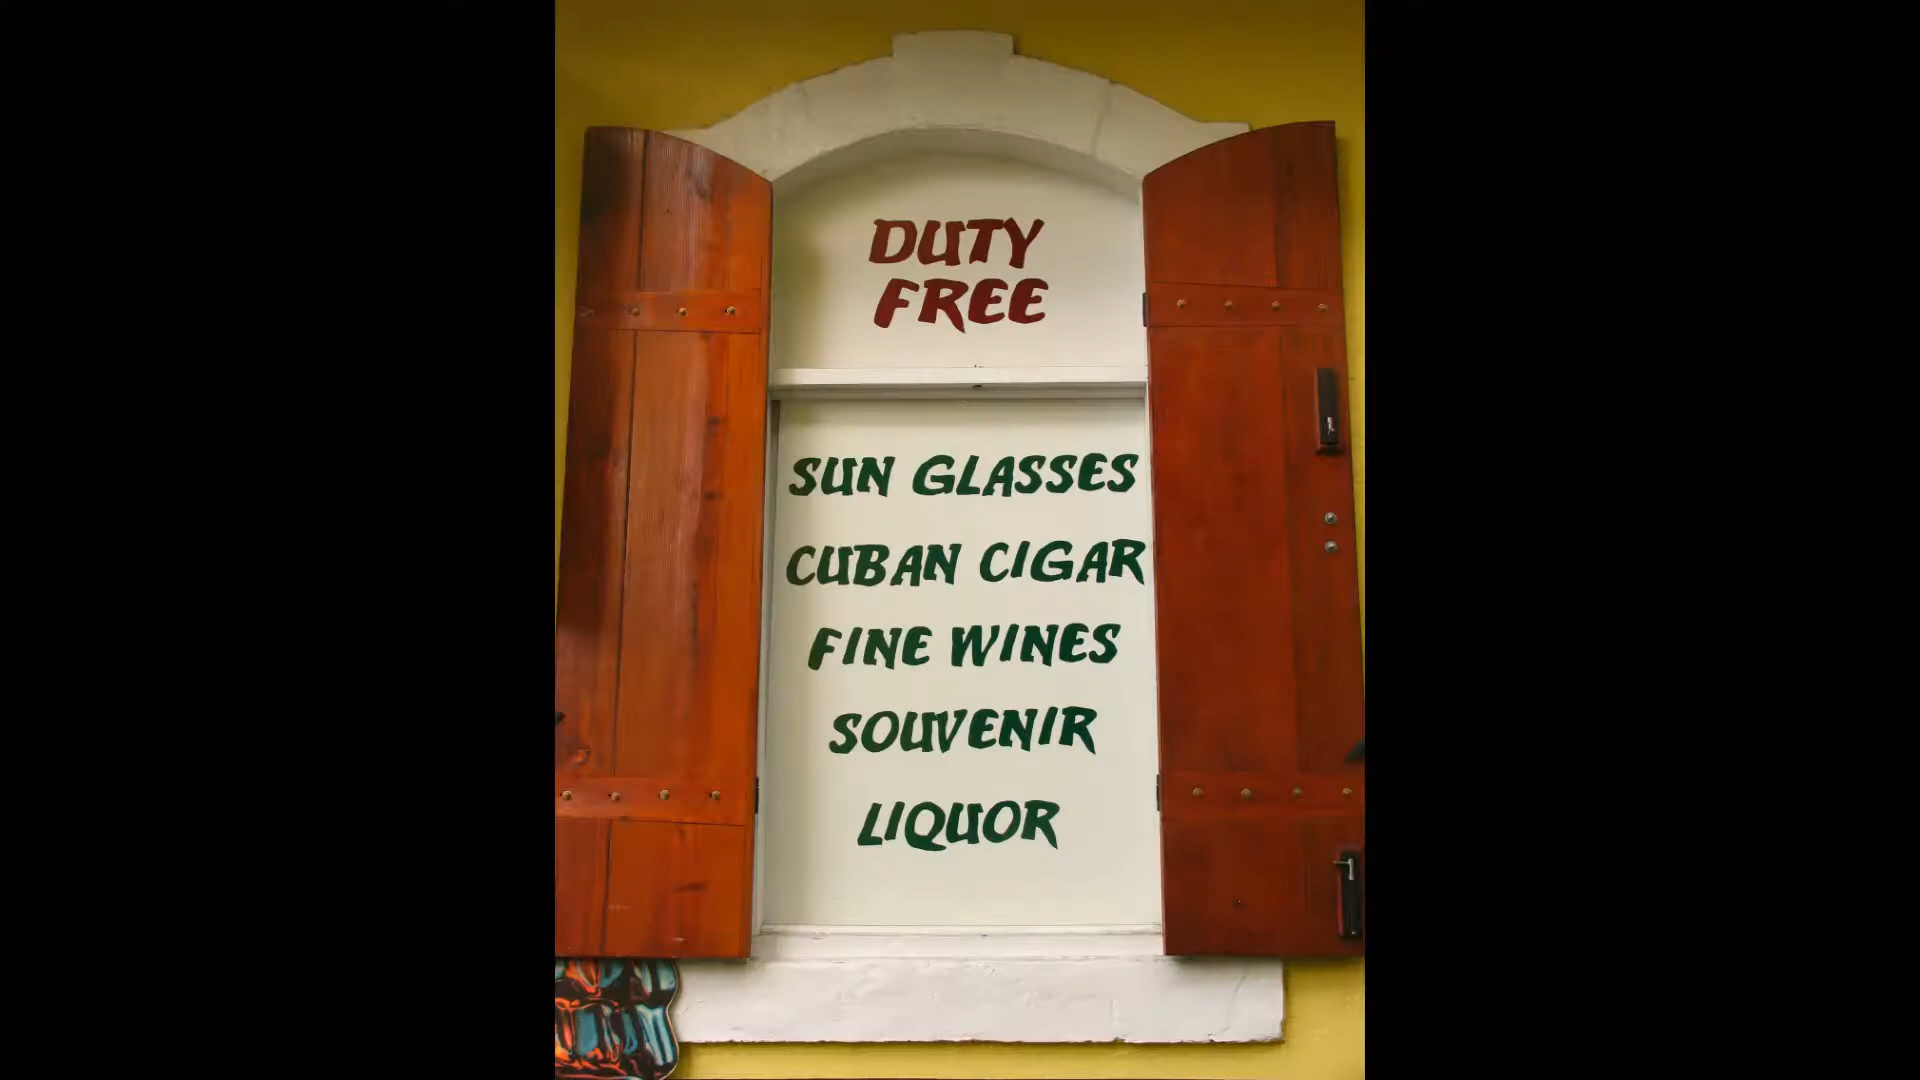 DUTY
FREE
SUN GLASSES
CUBAN CIGAR
FINE WINES
SOUVENIR
LIQUOR